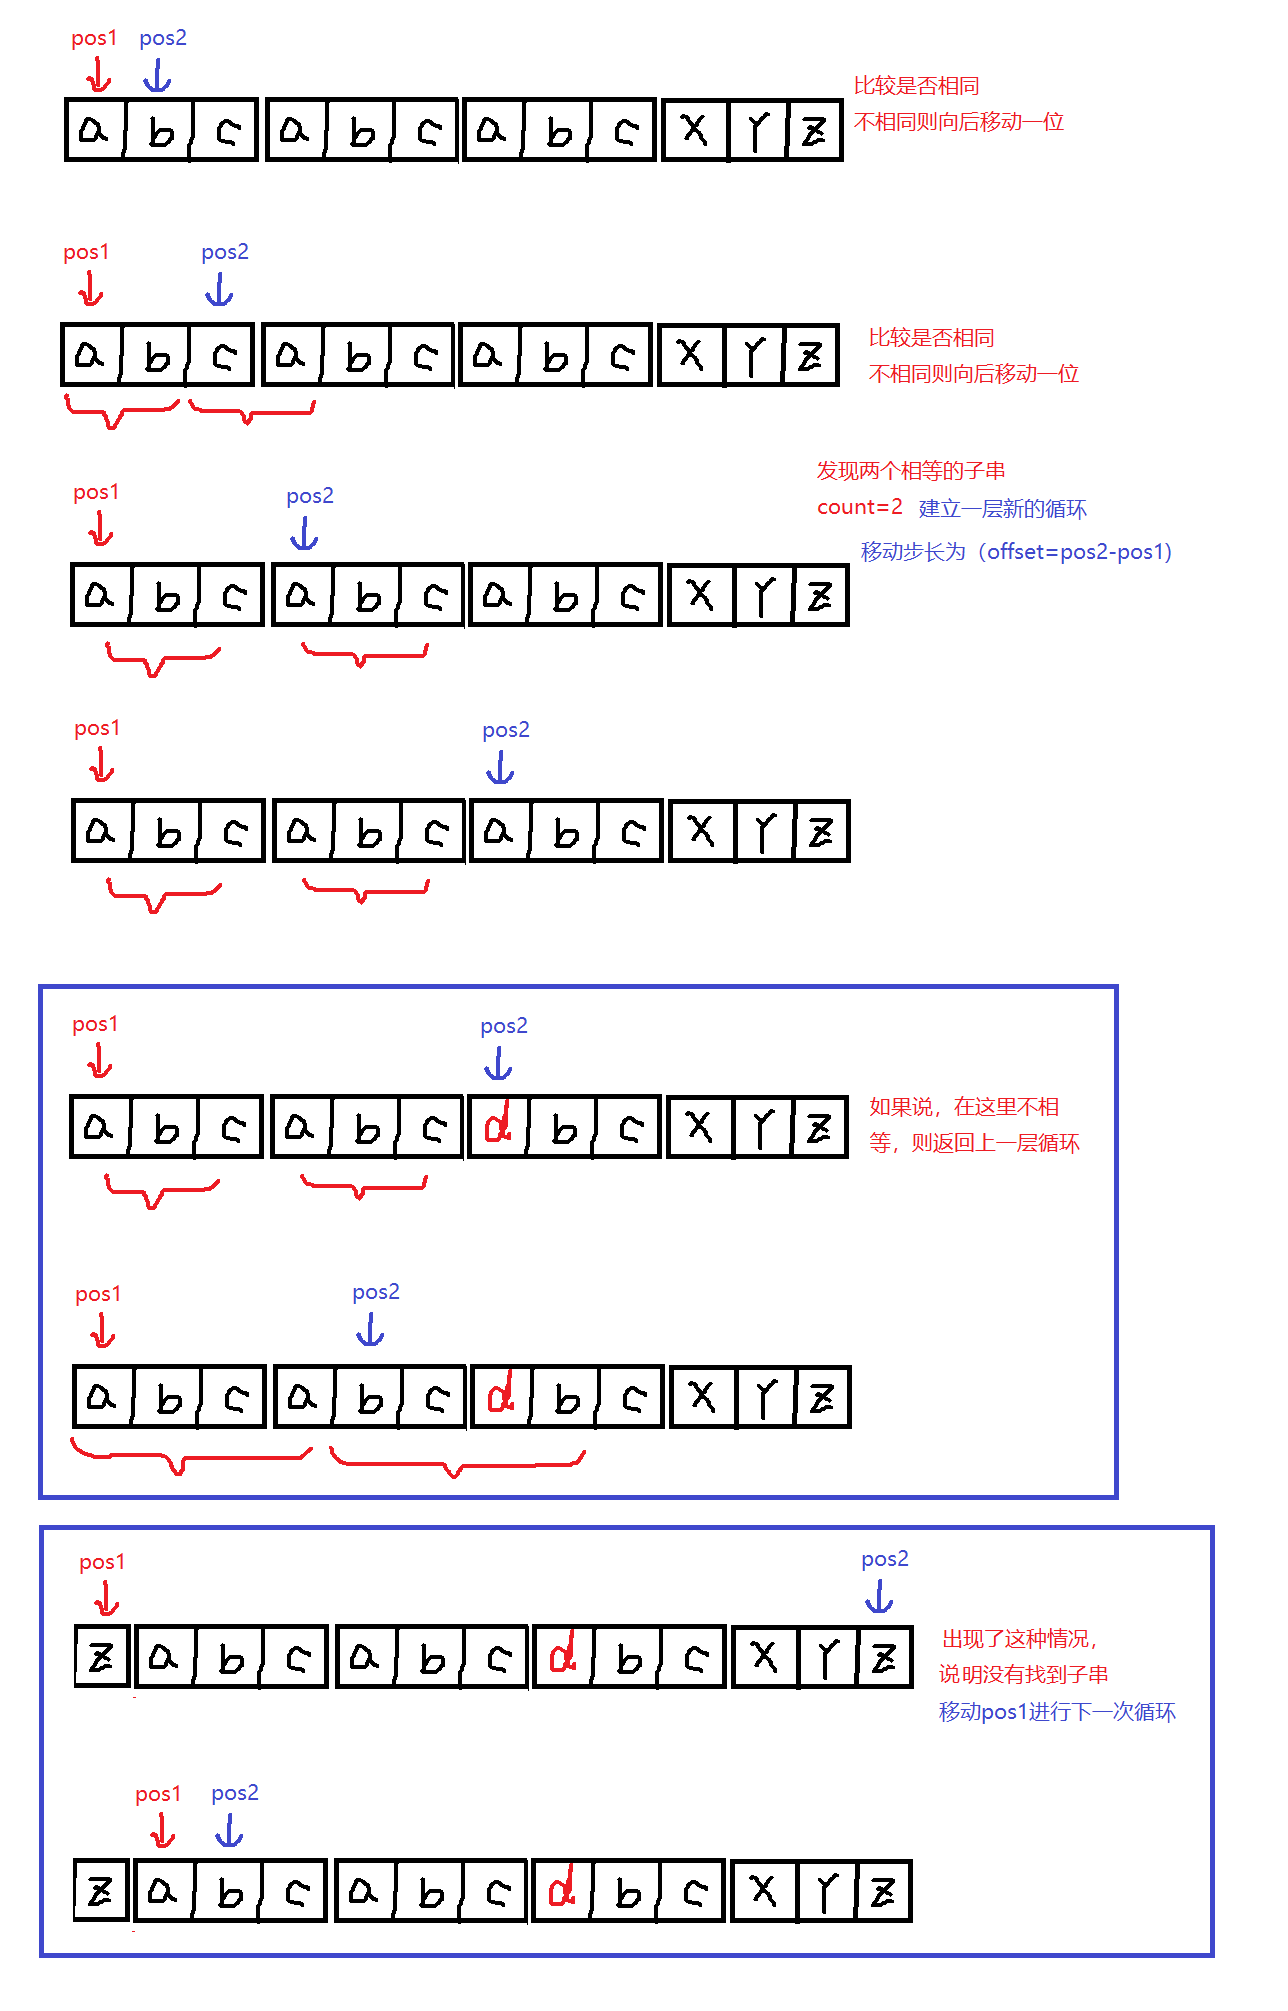 pos1 pos2
a b c a b c a b c X Y Z
比较是否相同
不相同则向后移动一位
pos1 pos2
a b c a b c a b c X Y Z
比较是否相同
不相同则向后移动一位
发现两个相等的子串
count=2 建立一层新的循环
移动步长为（offset=pos2-pos1）
pos1 pos2
a b c a b c a b c X Y Z
pos1 pos2
a b c a b c a b c X Y Z
pos1 pos2
a b c a b c d b c X Y Z
如果说，在这里不相
等，则返回上一层循环
pos1 pos2
a b c a b c d b c X Y Z
pos1 pos2
z a b c a b c d b c X Y Z
出现了这种情况，
说明没有找到子串
移动pos1进行下一次循环
pos1 pos2
z a b c a b c d b c X Y Z